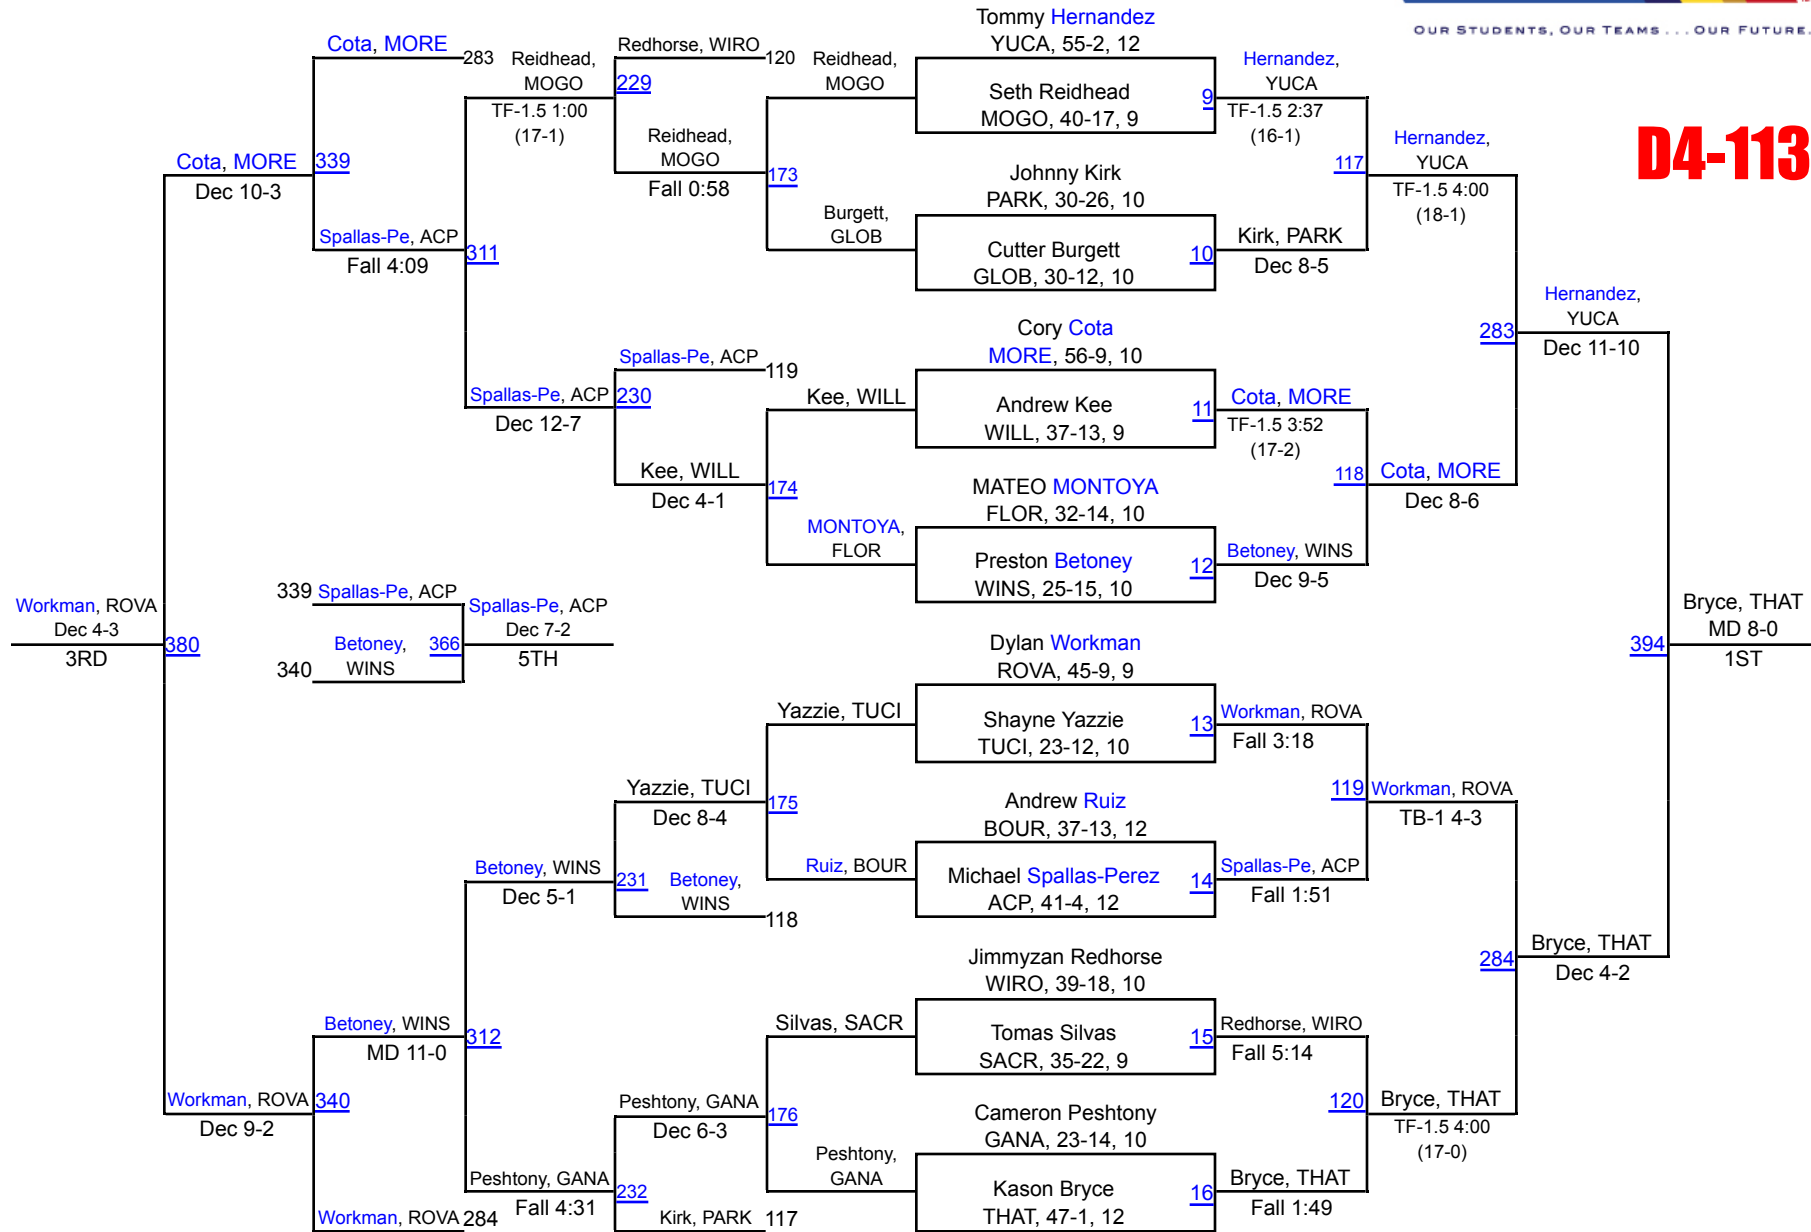 OUR STUDENTS, OUR TEAMS . . . OUR FUTURE.
D4-113
Tommy Hernandez
YUCA, 55-2, 12
Seth Reidhead
MOGO, 40-17, 9
9
Johnny Kirk
PARK, 30-26, 10
Cutter Burgett
GLOB, 30-12, 10
10
Cory Cota
MORE, 56-9, 10
Andrew Kee
WILL, 37-13, 9
11
MATEO MONTOYA
FLOR, 32-14, 10
Preston Betoney
WINS, 25-15, 10
12
Dylan Workman
ROVA, 45-9, 9
Shayne Yazzie
TUCI, 23-12, 10
13
Andrew Ruiz
BOUR, 37-13, 12
Michael Spallas-Perez
ACP, 41-4, 12
14
Jimmyzan Redhorse
WIRO, 39-18, 10
Tomas Silvas
SACR, 35-22, 9
15
Cameron Peshtony
GANA, 23-14, 10
Kason Bryce
THAT, 47-1, 12
16
Hernandez,
YUCA
TF-1.5 2:37
(16-1)
117
Kirk, PARK
Dec 8-5
Cota, MORE
TF-1.5 3:52
(17-2)
118
Betoney, WINS
Dec 9-5
Workman, ROVA
Fall 3:18
119
Spallas-Pe, ACP
Fall 1:51
Redhorse, WIRO
Fall 5:14
120
Bryce, THAT
Fall 1:49
Hernandez,
YUCA
TF-1.5 4:00
(18-1)
283
Cota, MORE
Dec 8-6
Workman, ROVA
TB-1 4-3
284
Bryce, THAT
TF-1.5 4:00
(17-0)
Hernandez,
YUCA
Dec 11-10
394
Bryce, THAT
Dec 4-2
Bryce, THAT
MD 8-0
1ST
Reidhead,
MOGO
173
Burgett,
GLOB
Kee, WILL
174
MONTOYA,
FLOR
Yazzie, TUCI
175
Ruiz, BOUR
Silvas, SACR
176
Peshtony,
GANA
Redhorse, WIRO
120
229
Reidhead,
MOGO
Fall 0:58
Spallas-Pe, ACP
119
230
Kee, WILL
Dec 4-1
Yazzie, TUCI
Dec 8-4
231
Betoney,
WINS
118
Peshtony, GANA
Dec 6-3
232
Kirk, PARK
117
Reidhead,
MOGO
TF-1.5 1:00
(17-1)
311
Spallas-Pe, ACP
Dec 12-7
Betoney, WINS
Dec 5-1
312
Peshtony, GANA
Fall 4:31
Cota, MORE
283
339
Spallas-Pe, ACP
Fall 4:09
Betoney, WINS
MD 11-0
340
Workman, ROVA
284
Cota, MORE
Dec 10-3
380
Workman, ROVA
Dec 9-2
Workman, ROVA
Dec 4-3
3RD
339
Spallas-Pe, ACP
366
Betoney,
WINS
340
Spallas-Pe, ACP
Dec 7-2
5TH